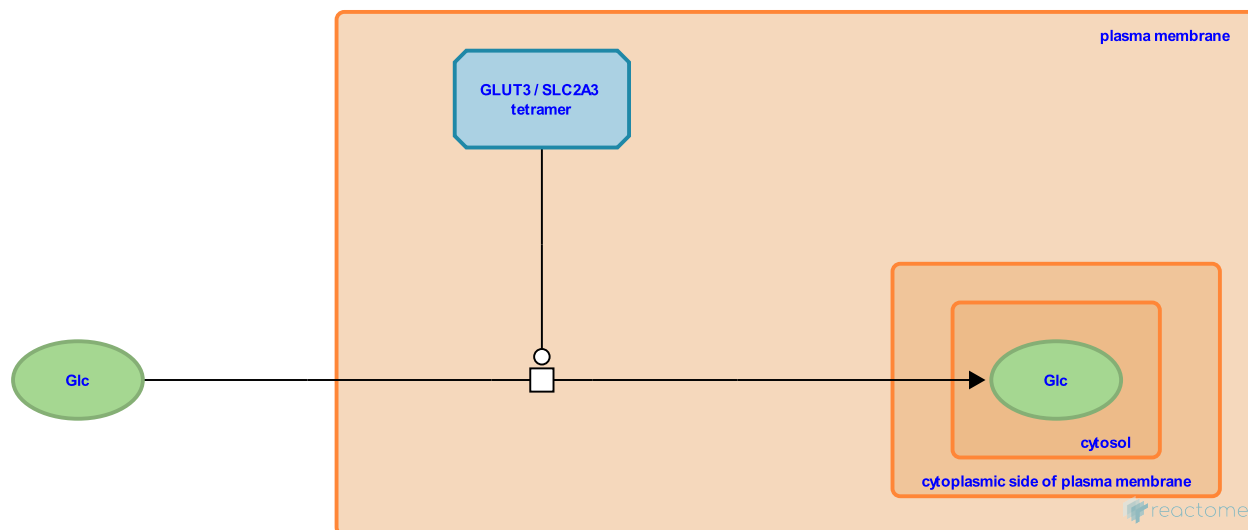 plasma membrane
GLUT3 / SLC2A3
tetramer
Glc
Glc
cytosol
cytoplasmic side of plasma membrane
reactome